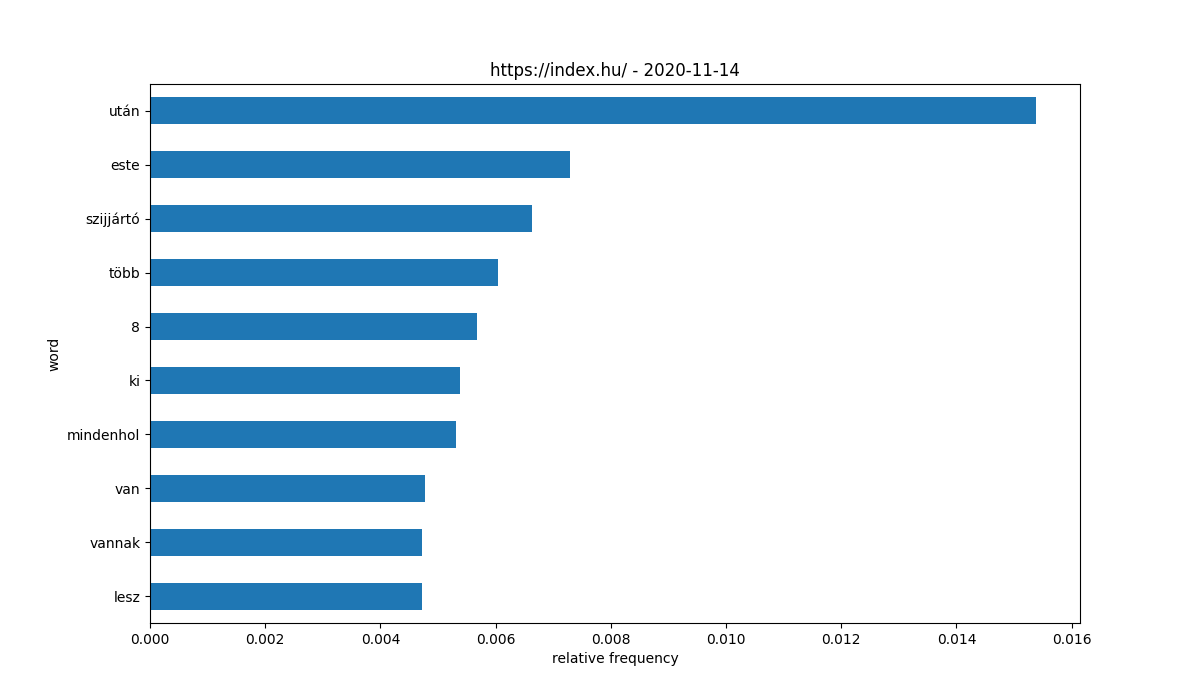 https://index.hu/ - 2020-11-14
után
este
szijjártó
több
8
ki
mindenhol
van
vannak
lesz
word
0.000 0.002 0.004 0.006 0.008 0.010 0.012 0.014 0.016
relative frequency